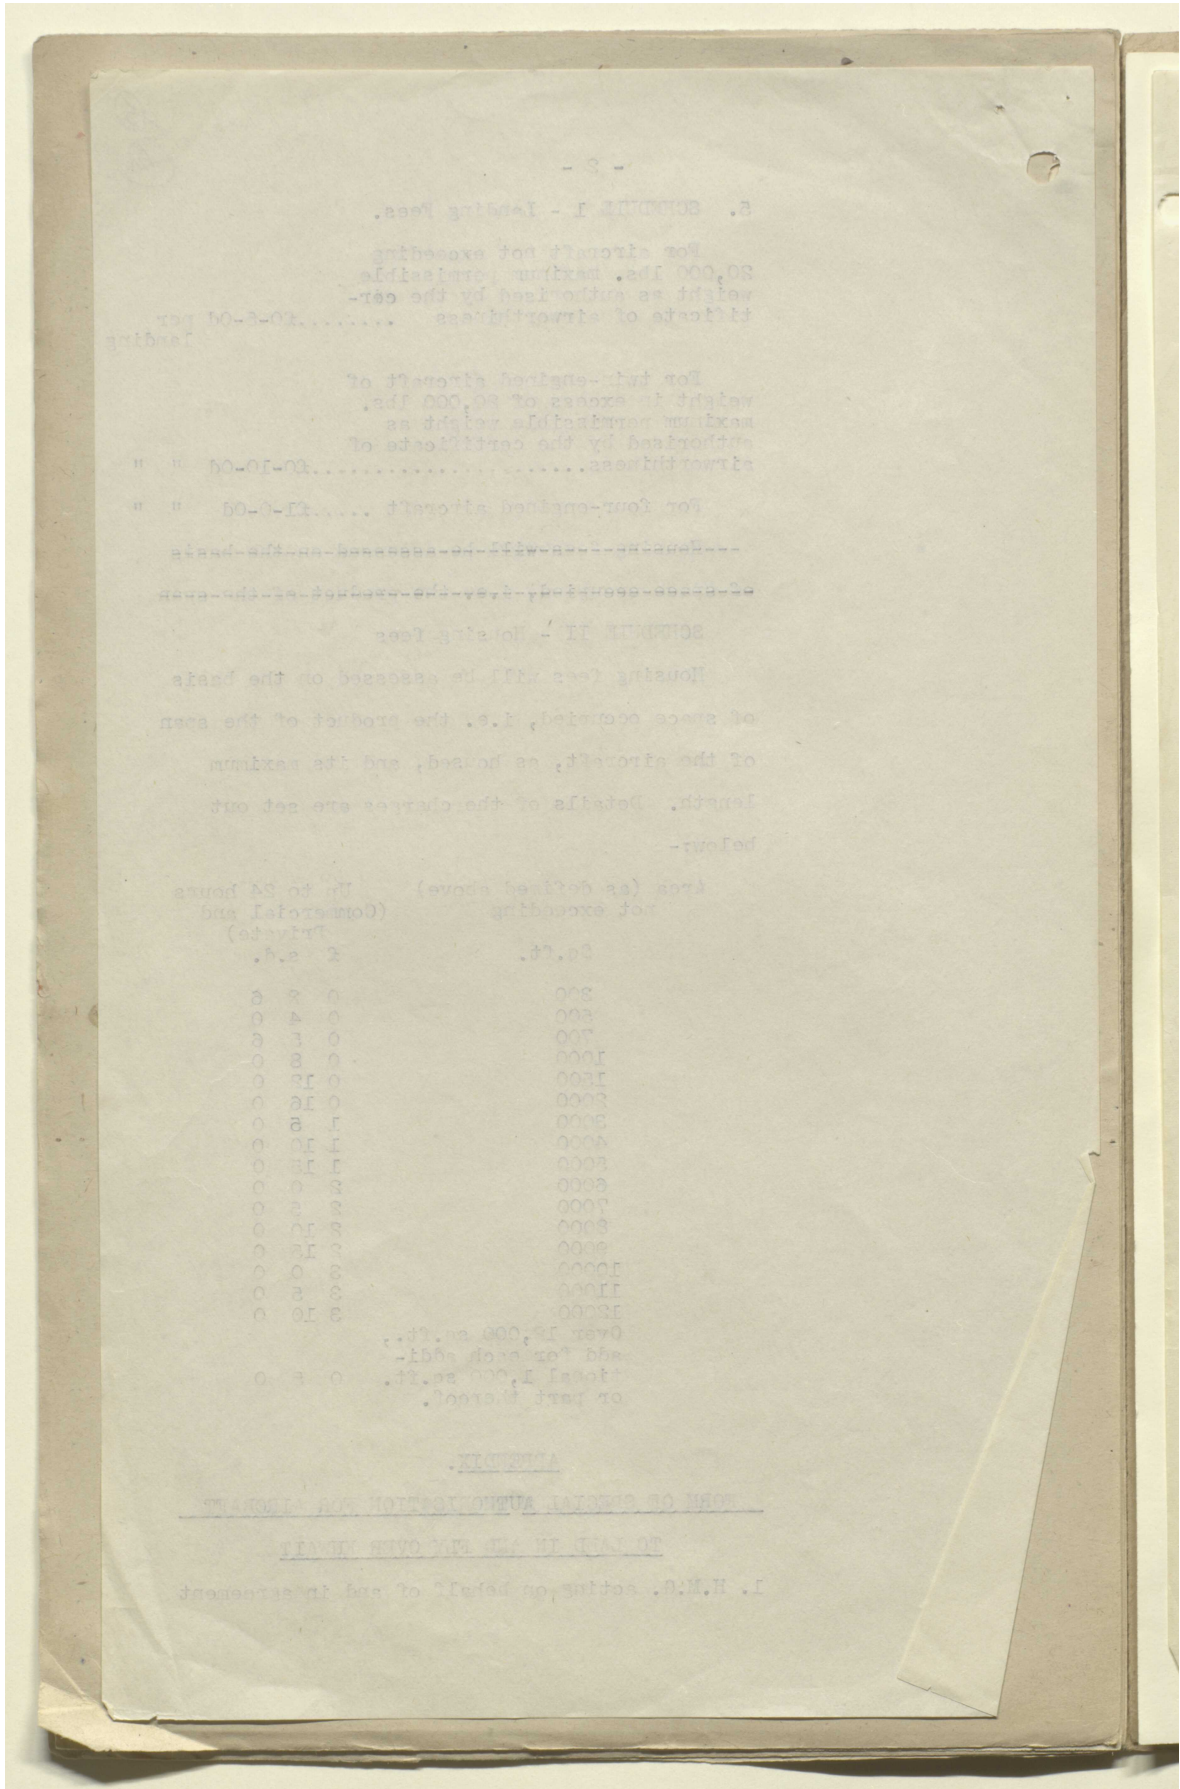 - 2 -
5. SCHEDULE 1 - Landing Fees.
For aircraft not exceeding
20,000 lbs. maximum permissible
weight as authorised by the cer-
tificate of airworthiness ........£0-5-0d per
landing
For twin-engined aircraft of
weight in excess of 20,000 lbs.
maximum permissible weight as
authorised by the certificate of
airworthiness......................£0-10-0d " "
For four-engined aircraft .....£1-0-0d " "
Housing fees will be assessed on the basis
of space occupied, i.e. the product of the span
SCHEDULE II - Housing fees
Housing fees will be assessed on the basis
of space occupied, i.e. the product of the span
of the aircraft, as housed, and its maximum
length. Details of the charges are set out
below:-
Area (as defined above) Up to 24 hours
not exceeding (Commercial and
Private)
Sq.ft. £ s.d.
300 0 2 6
500 0 4 0
700 0 5 6
1000 0 8 0
1500 0 12 0
2000 0 16 0
3000 1 5 0
4000 1 10 0
5000 1 15 0
6000 2 0 0
7000 2 5 0
8000 2 10 0
9000 2 15 0
10000 3 0 0
11000 3 5 0
12000 3 10 0
Over 12,000 sq.ft.,
add for each addi-
tional 1,000 sq.ft. 0 5 0
or part thereof.
APPENDIX.
FORM OF SPECIAL AUTHORISATION FOR AIRCRAFT
TO LAND IN AND FLY OVER KUWAIT
1. H.M.G. acting on behalf of and in agreement